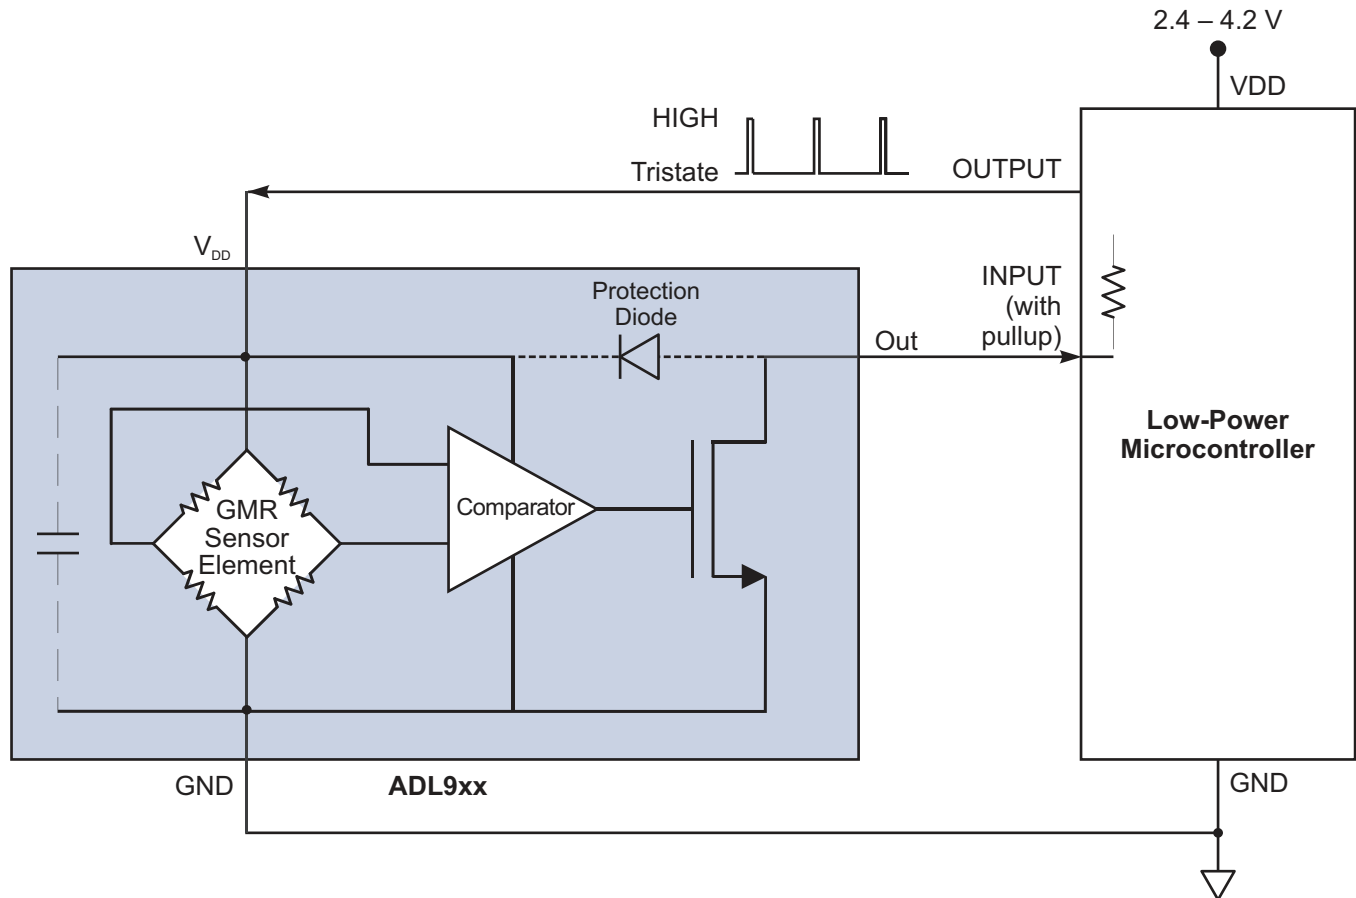 2.4 – 4.2 V
VDD
HIGH
Tristate
OUTPUT
VDD
INPUT
(with
pullup)
Protection
Diode
Out
Low-Power
Microcontroller
GMR
Sensor
Element
Comparator
GND
ADL9xx
GND